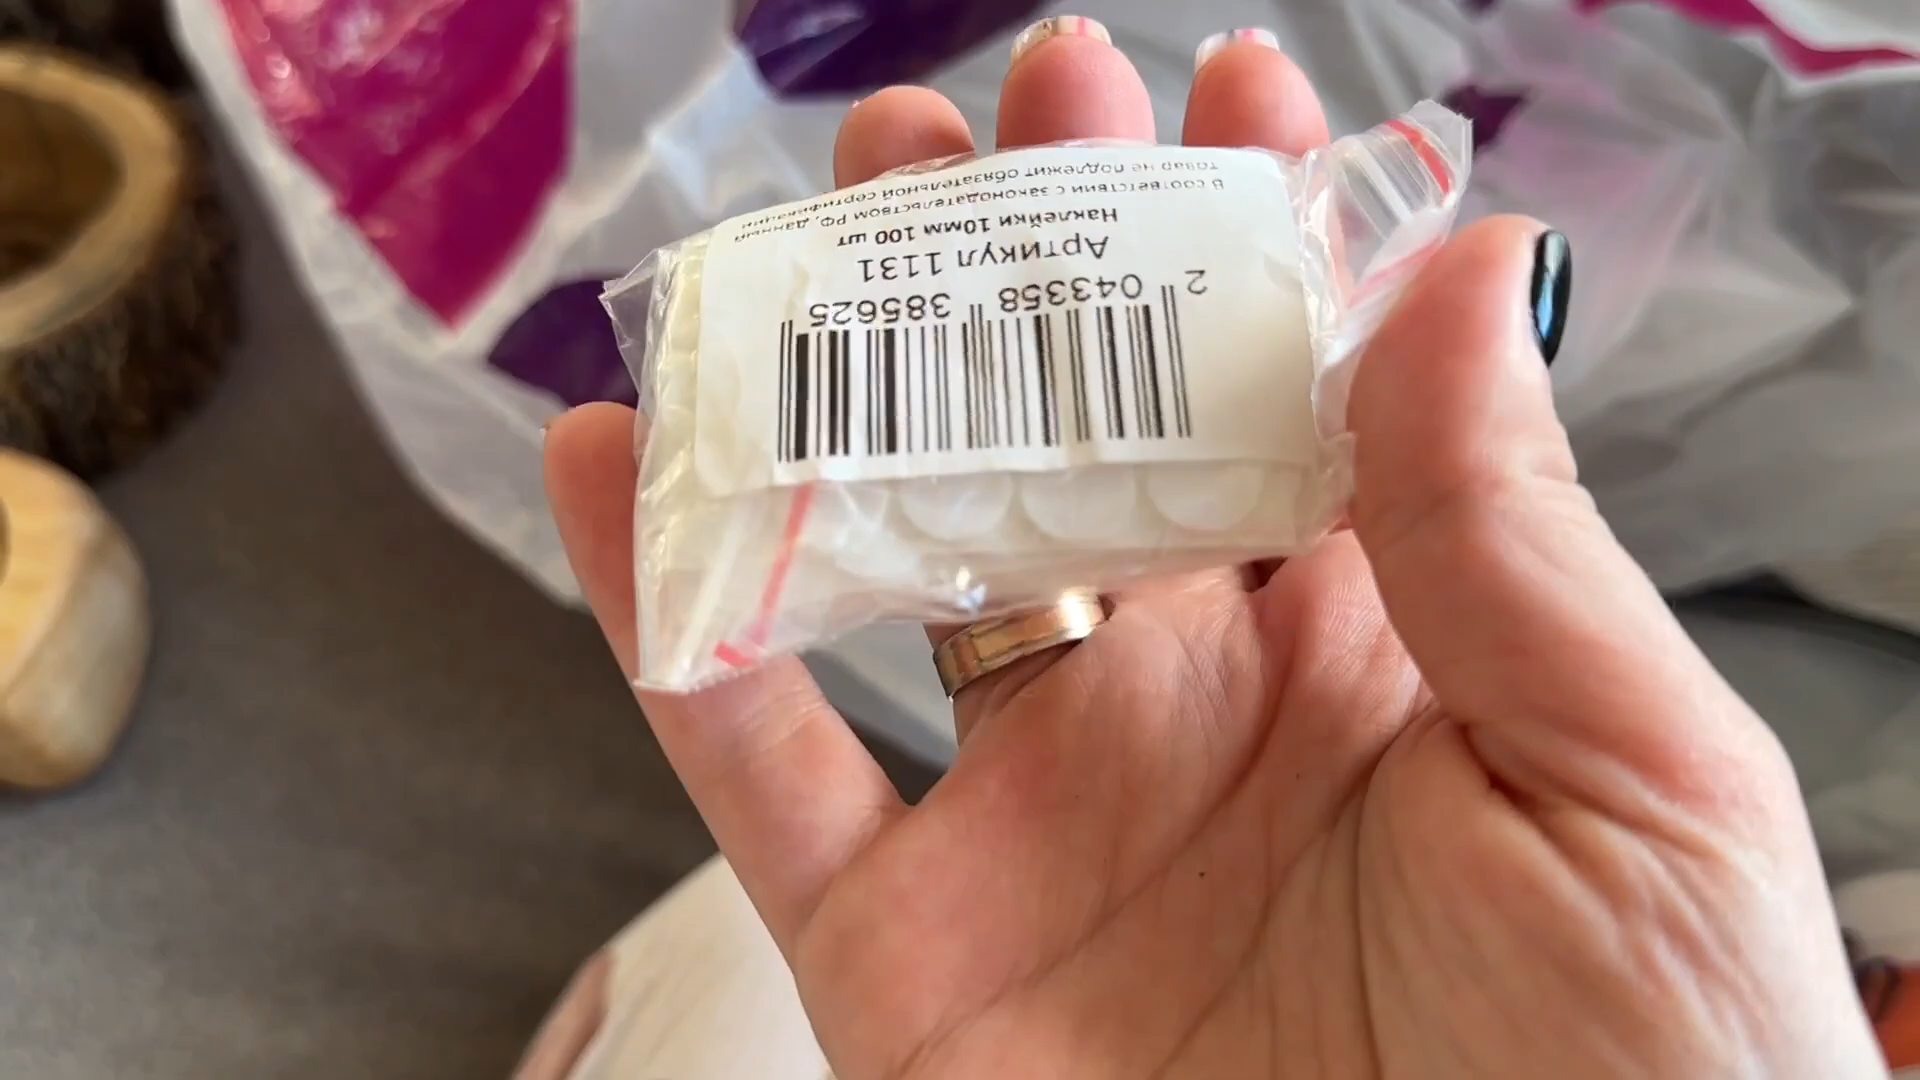 В соответствии с законодательством РФ, данный
товар не подлежит обязательной сертификации
Наклейки 10мм 100 шт
Артикул 1131
2 043358 385625